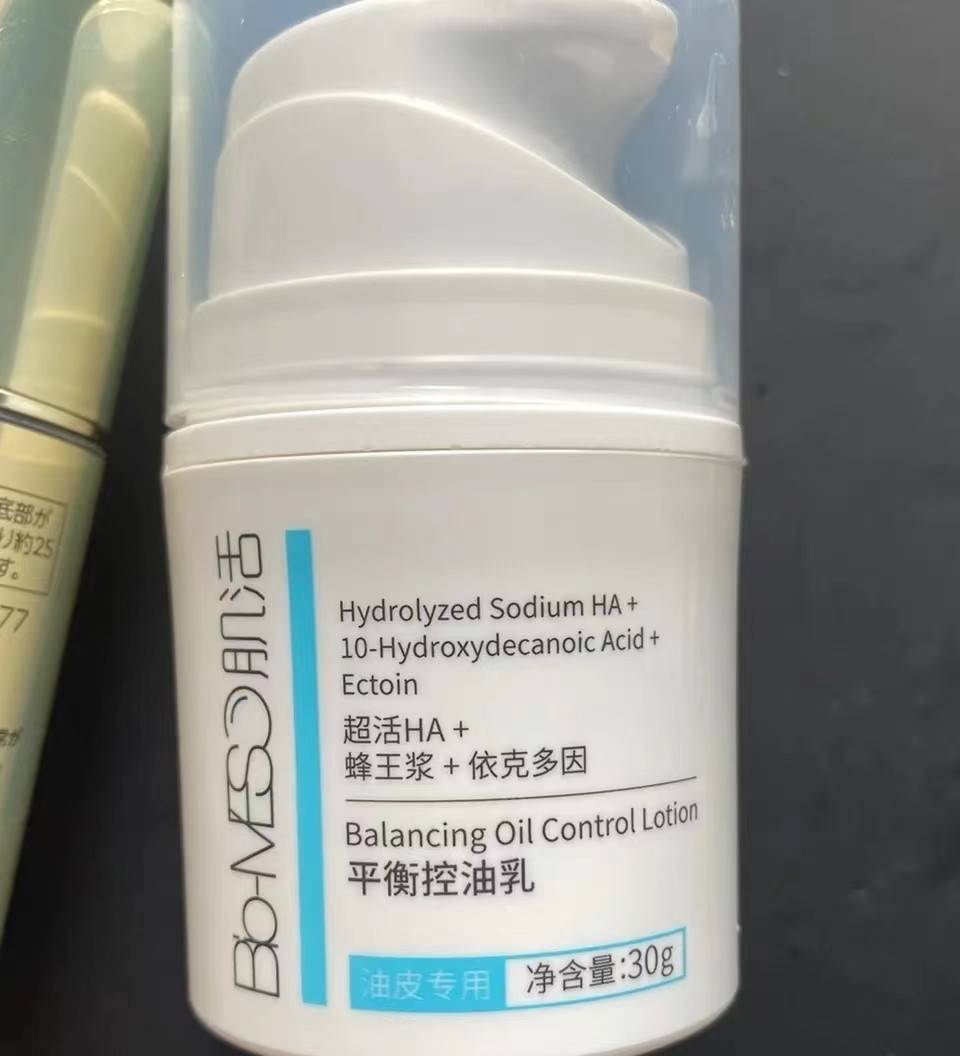 底部が
り約25
す。
77
Bio-MESO肌活
Hydrolyzed Sodium HA +
10-Hydroxydecanoic Acid +
Ectoin
超活HA +
蜂王浆 + 依克多因
Balancing Oil Control Lotion
平衡控油乳
油皮专用
净含量:30g